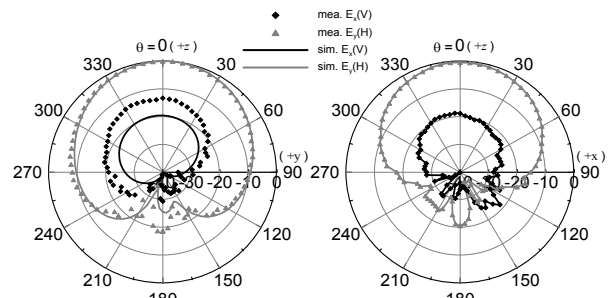 mea. Eₓ(V)
mea. Eᵧ(H)
sim. Eₓ(V)
sim. Eᵧ(H)
θ = 0 (+z) θ = 0 (+z)
330 30 330 30
300 60 300 60
(+y) (+x)
270 -30 -20 -10 0 90 270 -30 -20 -10 0 90
240 120 240 120
210 150 210 150
180 180